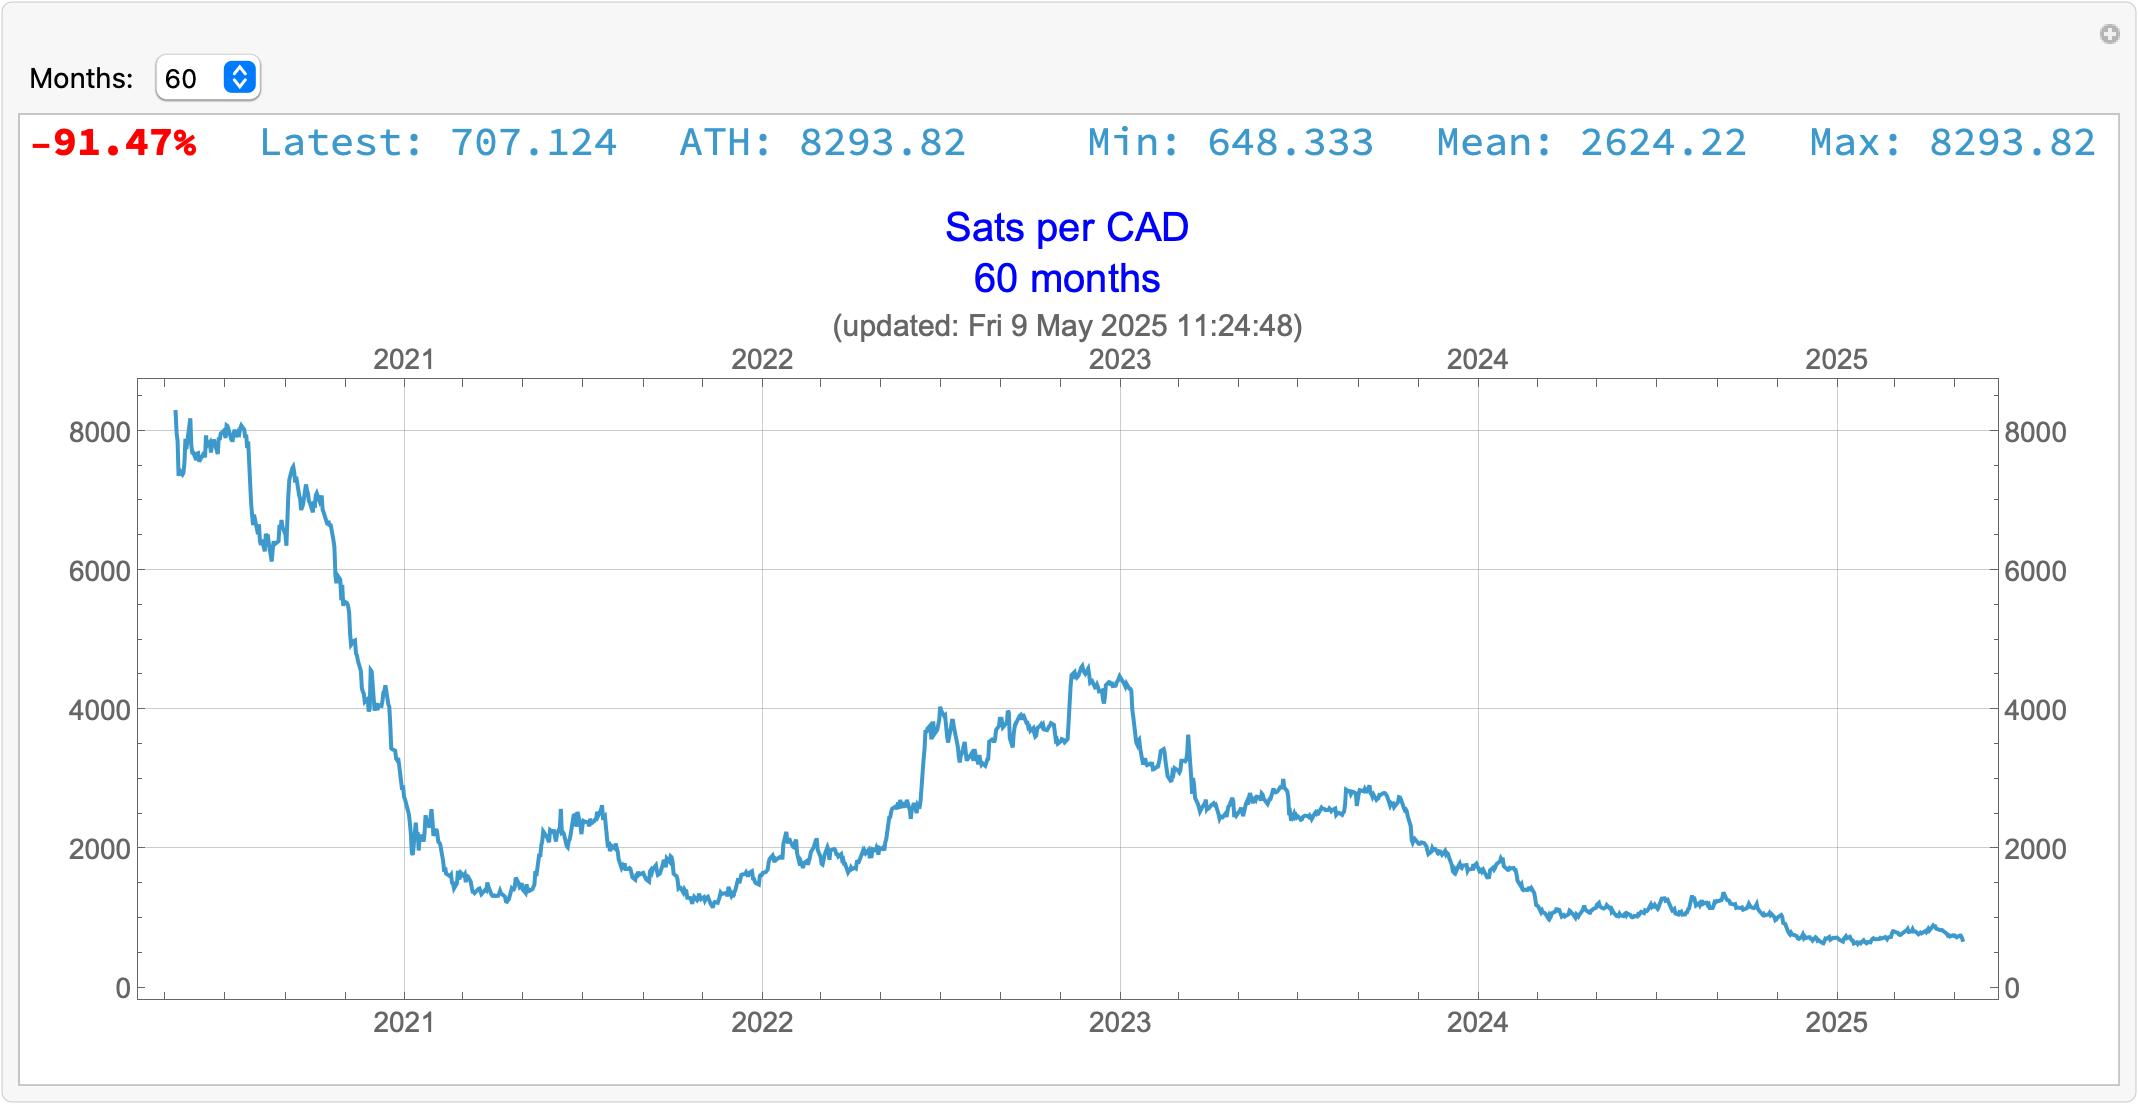 Months: 60
−91.47% Latest: 707.124 ATH: 8293.82 Min: 648.333 Mean: 2624.22 Max: 8293.82
Sats per CAD
60 months
(updated: Fri 9 May 2025 11:24:48)
2021 2022 2023 2024 2025
8000 8000
6000 6000
4000 4000
2000 2000
0 0
2021 2022 2023 2024 2025